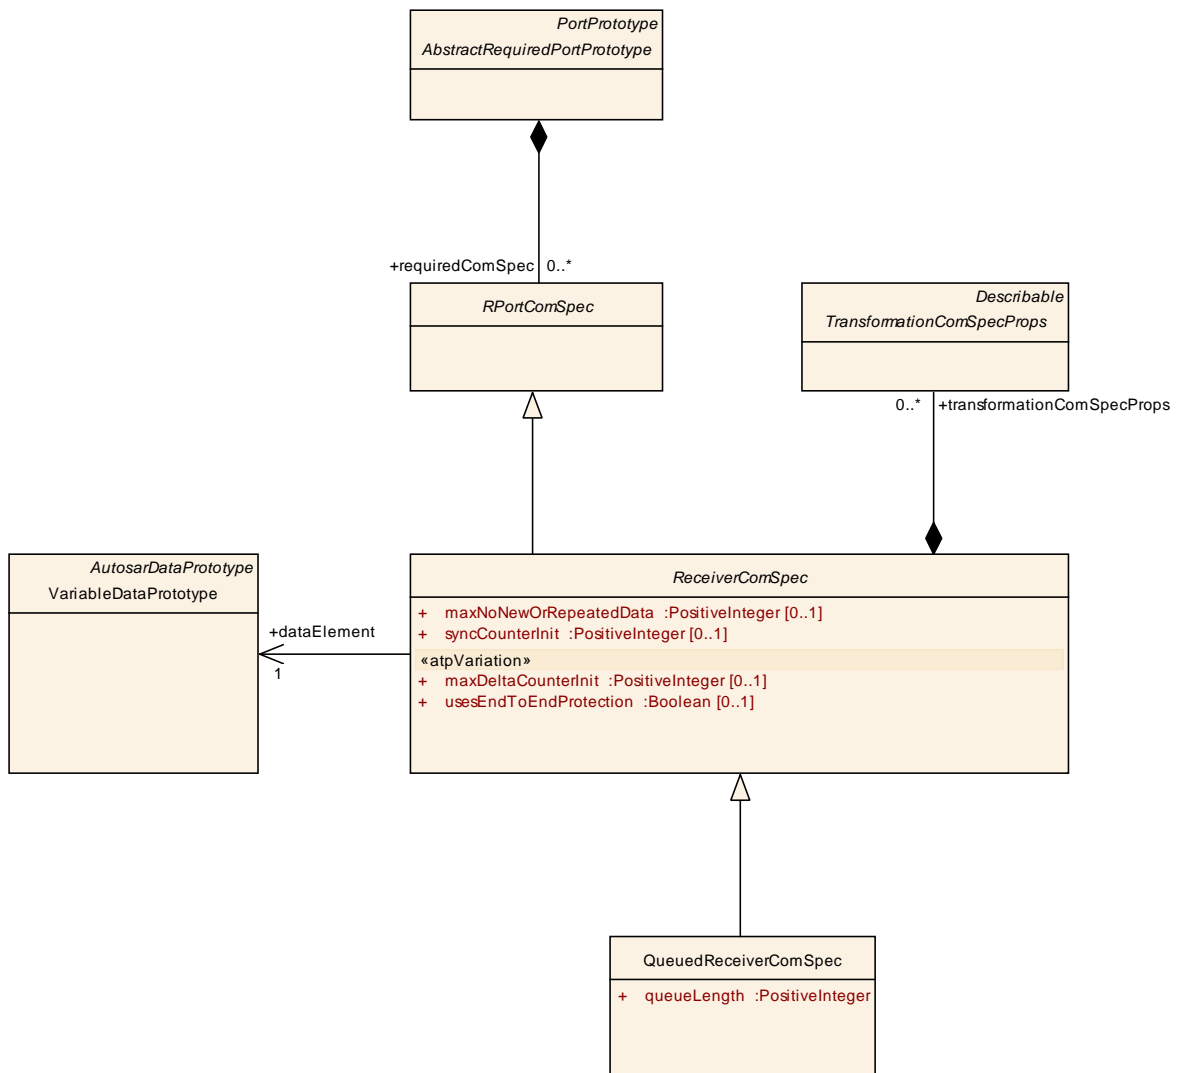 PortPrototype
AbstractRequiredPortPrototype
+requiredComSpec 0..*
RPortComSpec
Describable
TransformationComSpecProps
0..* +transformationComSpecProps
AutosarDataPrototype
VariableDataPrototype
+dataElement
1
ReceiverComSpec
+ maxNoNewOrRepeatedData :PositiveInteger [0..1]
+ syncCounterInit :PositiveInteger [0..1]
«atpVariation»
+ maxDeltaCounterInit :PositiveInteger [0..1]
+ usesEndToEndProtection :Boolean [0..1]
QueuedReceiverComSpec
+ queueLength :PositiveInteger